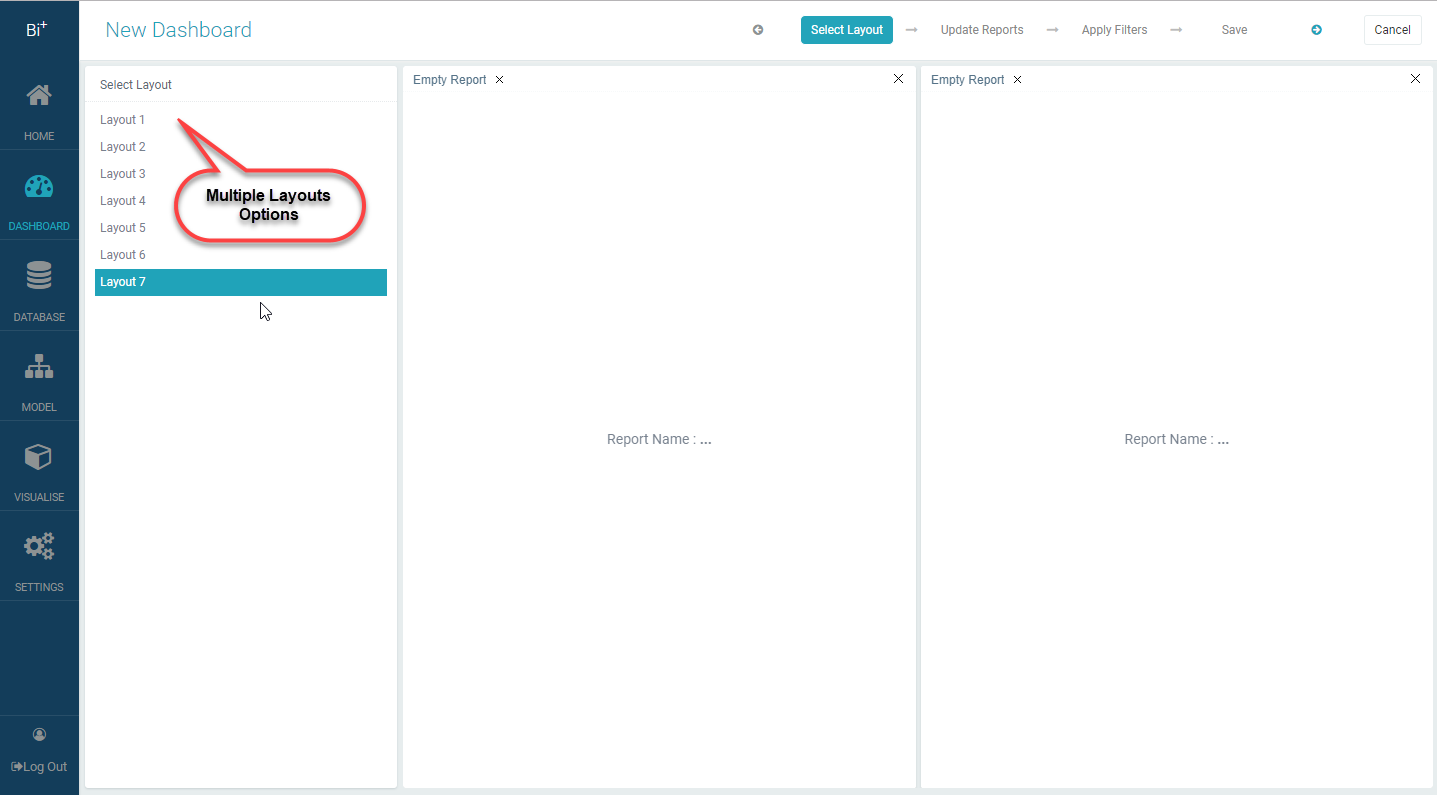 Bi+
New Dashboard
Select Layout
Update Reports
Apply Filters
Save
Cancel
HOME
DASHBOARD
DATABASE
MODEL
VISUALISE
SETTINGS
Log Out
Select Layout
Layout 1
Layout 2
Layout 3
Layout 4
Layout 5
Layout 6
Layout 7
Multiple Layouts
Options
Empty Report
Report Name : ...
Empty Report
Report Name : ...